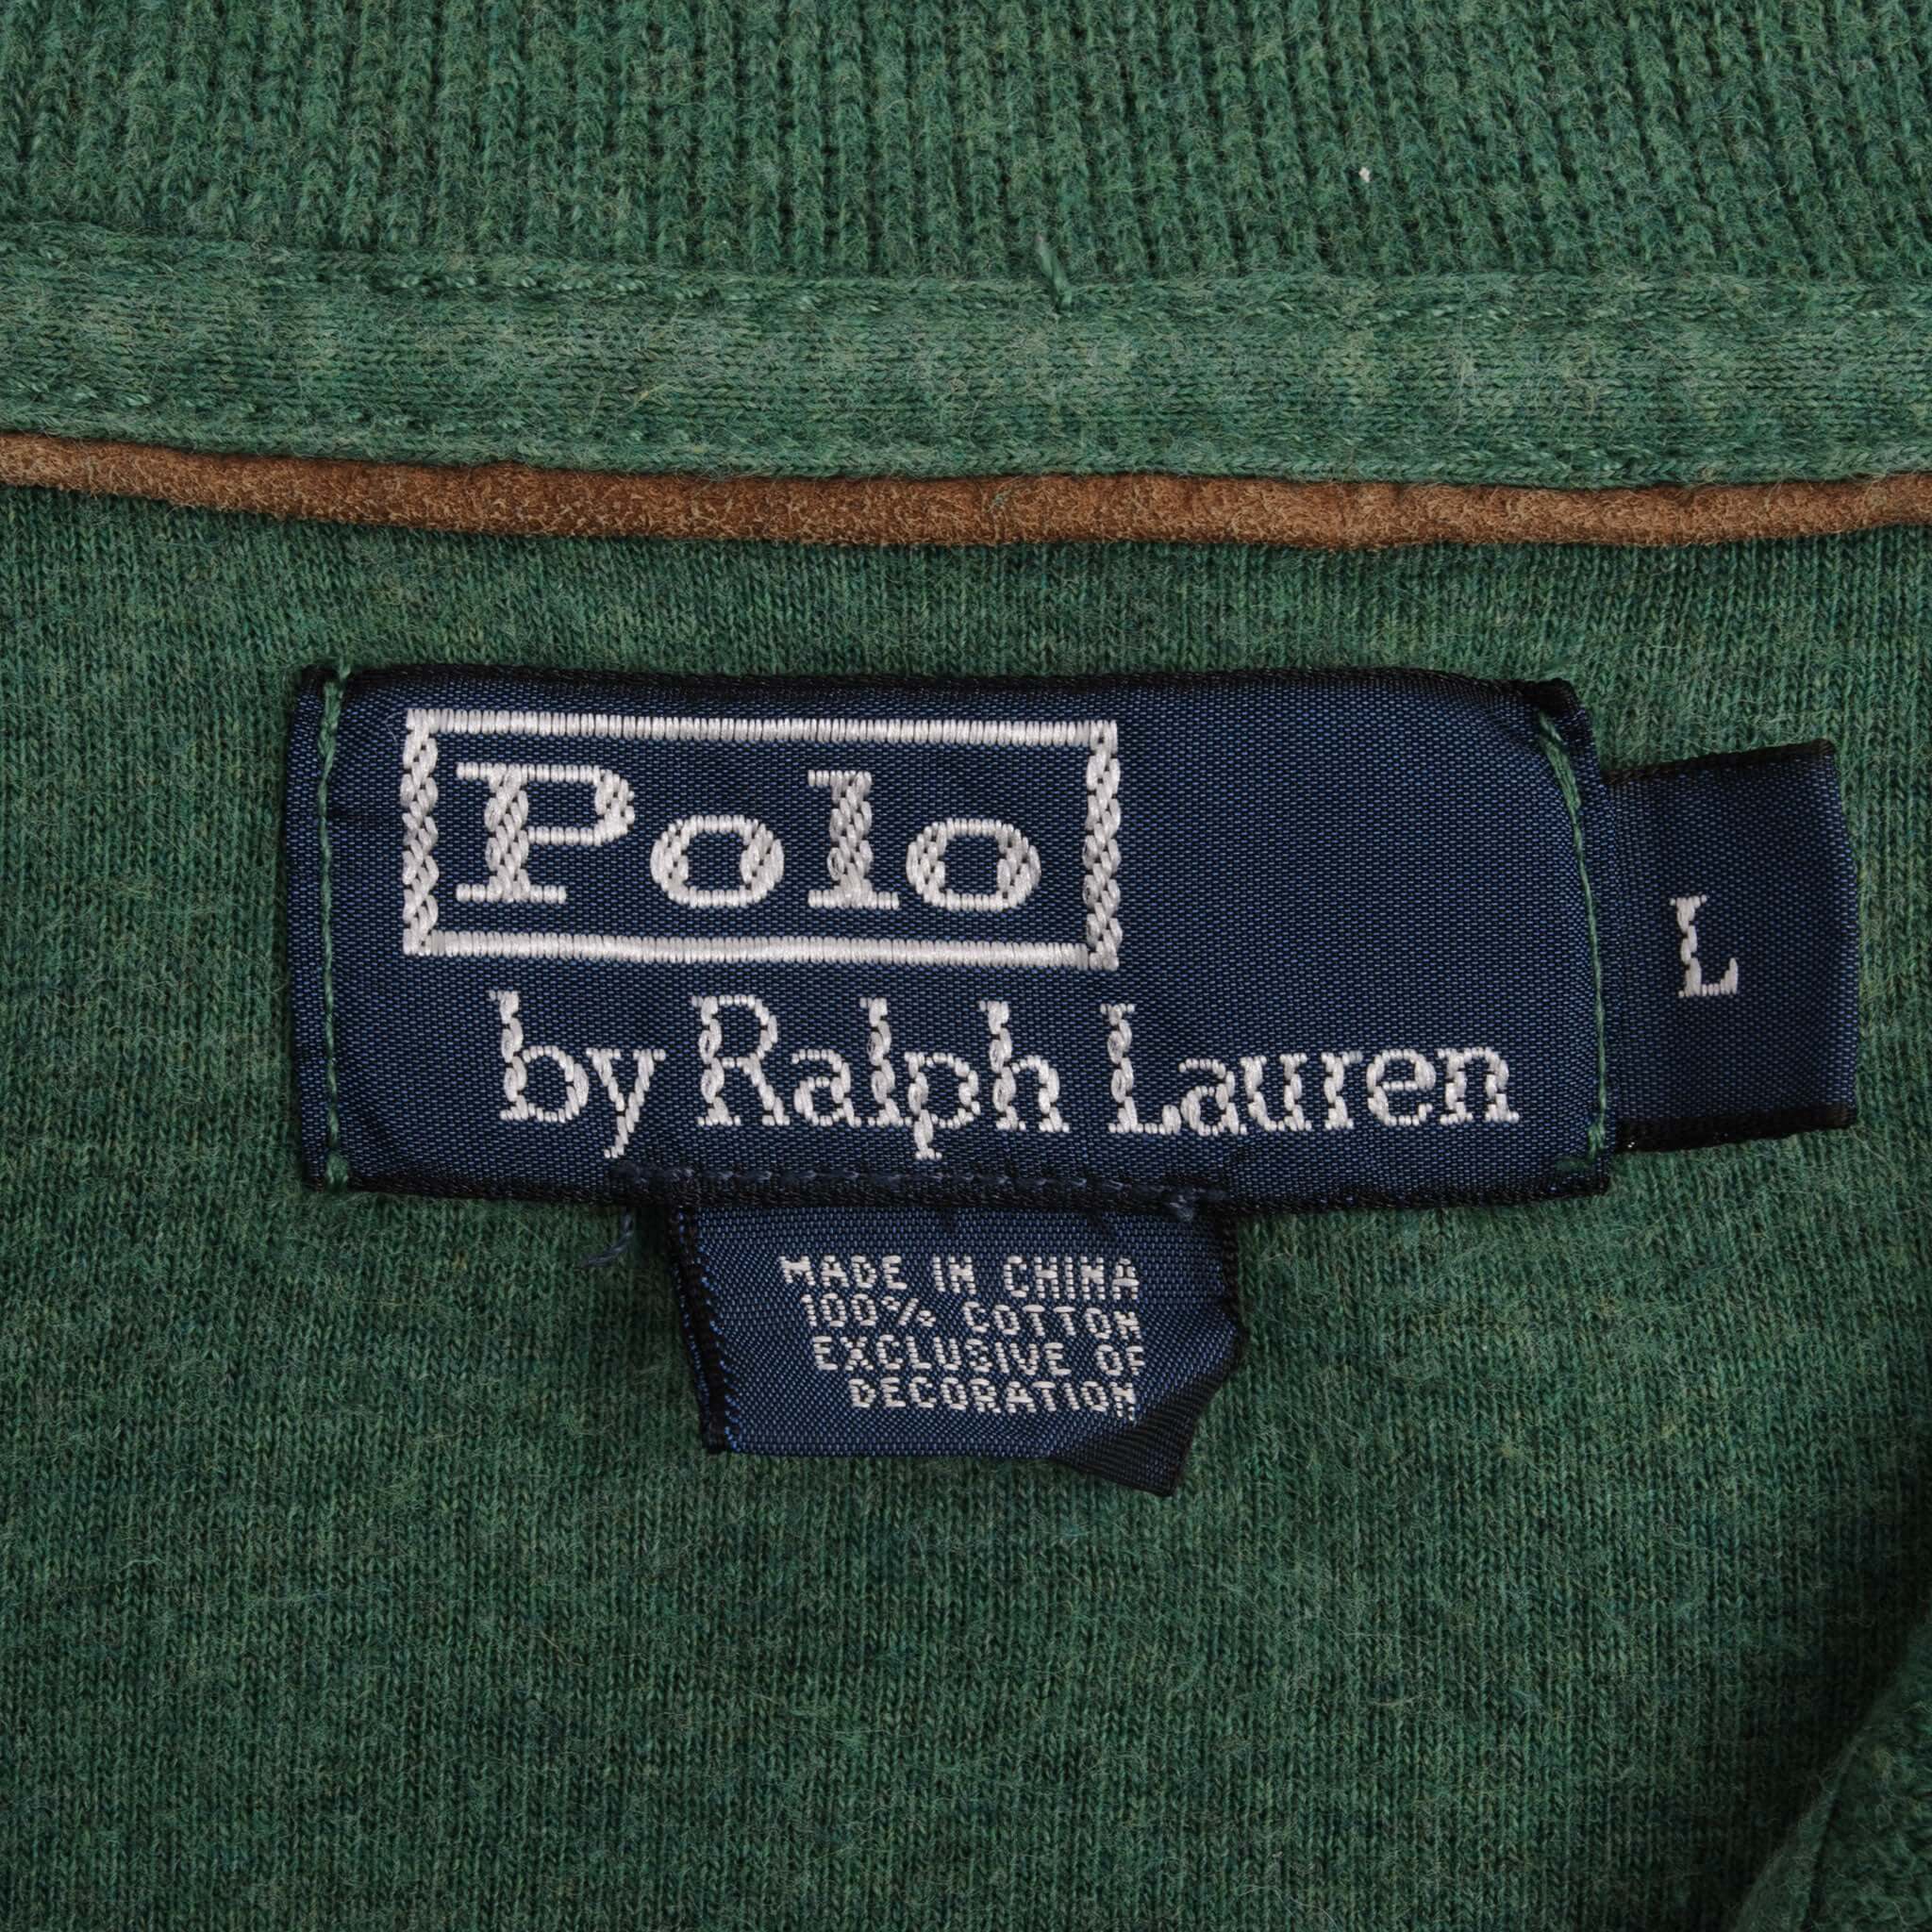 Polo
by Ralph Lauren
L
MADE IN CHINA
100% COTTON
EXCLUSIVE OF
DECORATION